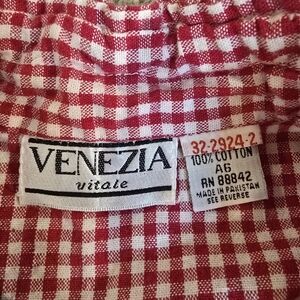 VENEZIA
vitale
32-2924-2
100% COTTON
A6
RN 88842
MADE IN PAKISTAN
SEE REVERSE